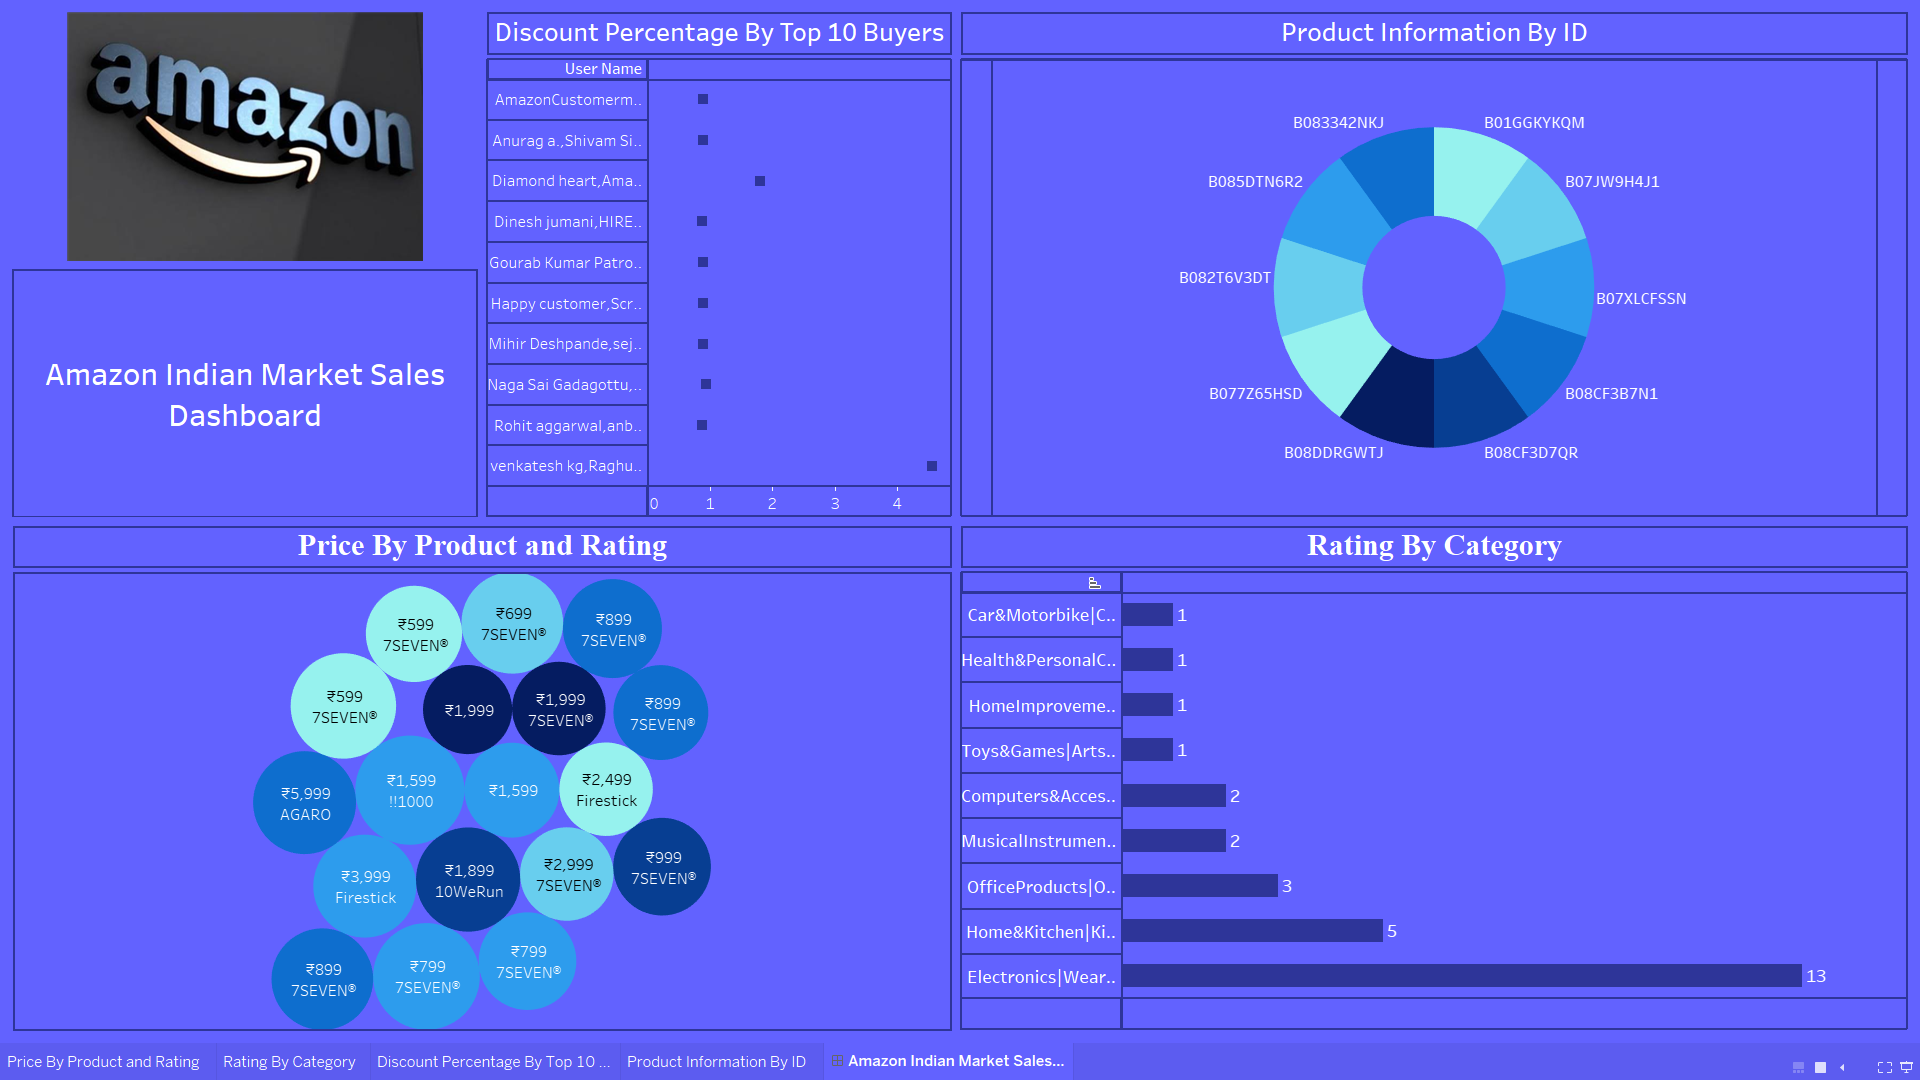 amazon
Amazon Indian Market Sales
Dashboard
Discount Percentage By Top 10 Buyers
User Name
AmazonCustomerm..
Anurag a.,Shivam Si..
Diamond heart,Ama..
Dinesh jumani,HIRE..
Gourab Kumar Patro..
Happy customer,Scr..
Mihir Deshpande,sej..
Naga Sai Gadagottu,..
Rohit aggarwal,anb..
venkatesh kg,Raghu..
0 1 2 3 4
Product Information By ID
B083342NKJ
B01GGKYKQM
B085DTN6R2
B07JW9H4J1
B082T6V3DT
B07XLCFSSN
B077Z65HSD
B08CF3B7N1
B08DDRGWTJ
B08CF3D7QR
Price By Product and Rating
₹599
7SEVEN®
₹699
7SEVEN®
₹899
7SEVEN®
₹599
7SEVEN®
₹1,999
₹1,999
7SEVEN®
₹899
7SEVEN®
₹5,999
AGARO
₹1,599
!!1000
₹1,599
₹2,499
Firestick
₹3,999
Firestick
₹1,899
10WeRun
₹2,999
7SEVEN®
₹999
7SEVEN®
₹899
7SEVEN®
₹799
7SEVEN®
₹799
7SEVEN®
Rating By Category
Car&Motorbike|C.. 1
Health&PersonalC.. 1
HomeImproveme.. 1
Toys&Games|Arts.. 1
Computers&Acces.. 2
MusicalInstrumen.. 2
OfficeProducts|O.. 3
Home&Kitchen|Ki.. 5
Electronics|Wear.. 13
Price By Product and Rating
Rating By Category
Discount Percentage By Top 10 ...
Product Information By ID
Amazon Indian Market Sales...